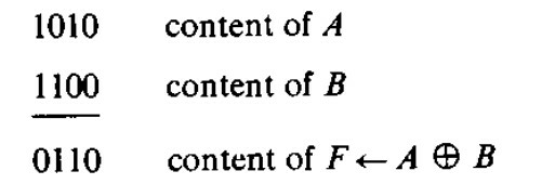 1010 content of A
1100 content of B
0110 content of F ← A ⊕ B